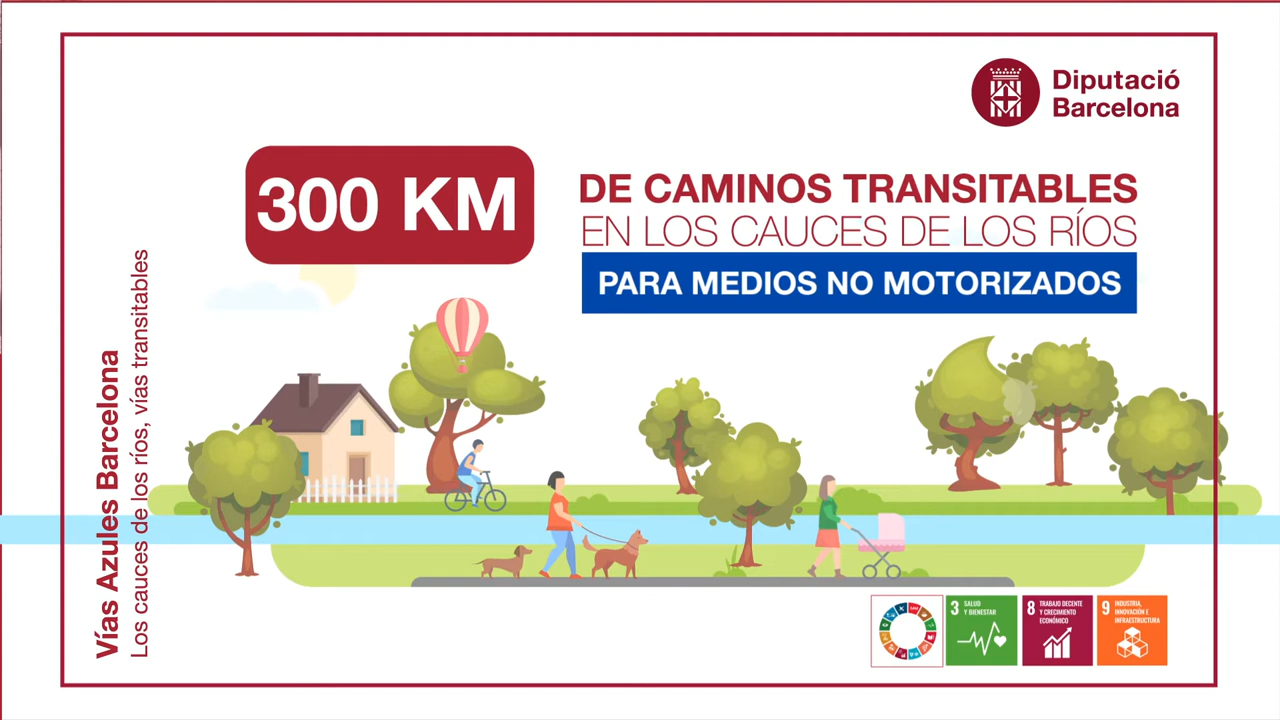 Diputació
Barcelona
300 KM
DE CAMINOS TRANSITABLES
EN LOS CAUCES DE LOS RÍOS
PARA MEDIOS NO MOTORIZADOS
Vías Azules Barcelona
Los cauces de los ríos, vías transitables
3 SALUD
Y BIENESTAR
8 TRABAJO DECENTE
Y CRECIMIENTO
ECONÓMICO
9 INDUSTRIA,
INNOVACIÓN E
INFRAESTRUCTURA